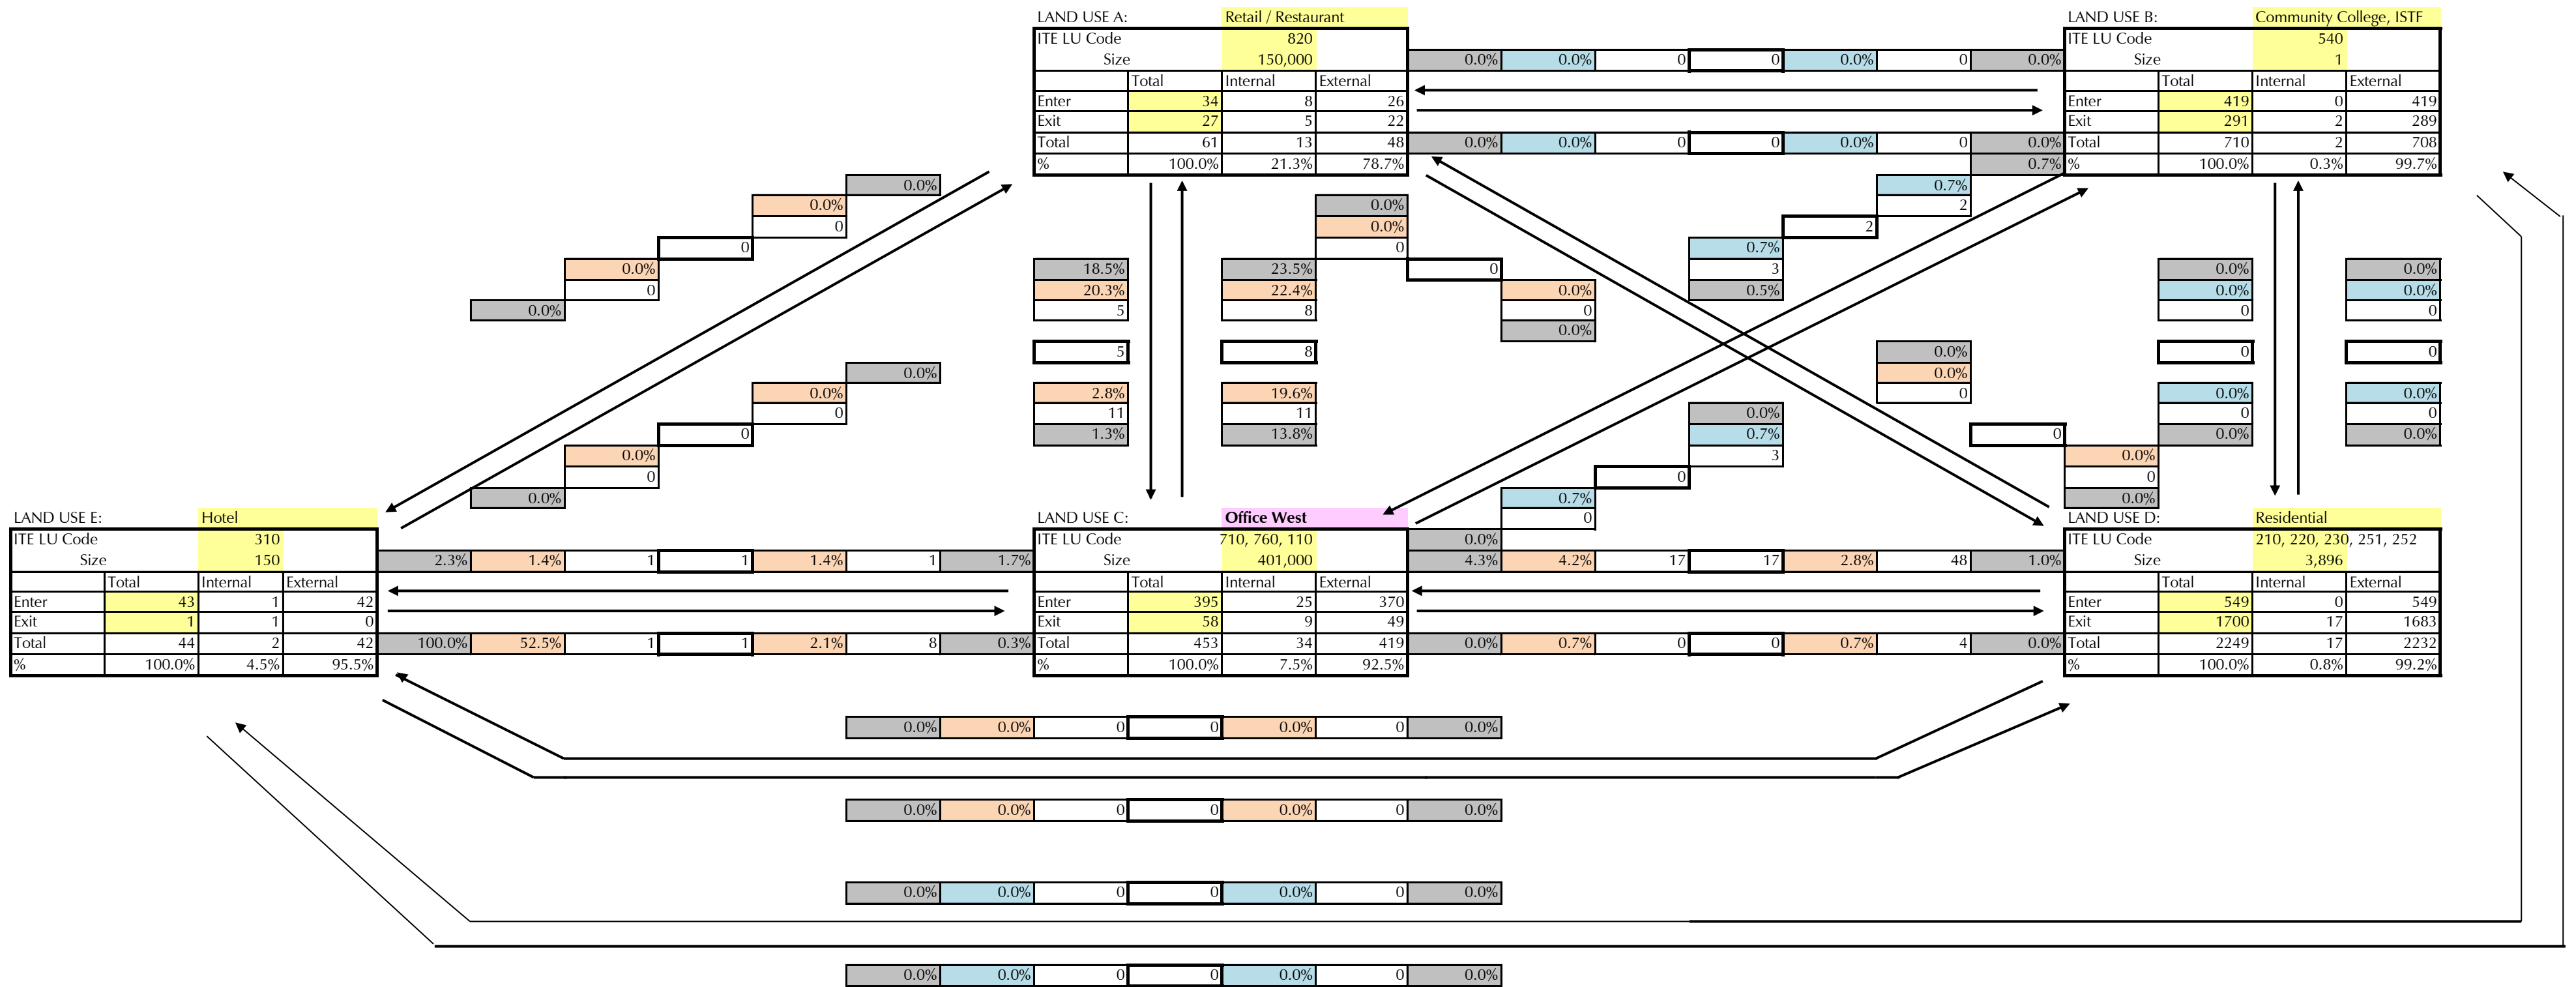 LAND USE A: Retail / Restaurant LAND USE B: Community College, ISTF
ITE LU Code 820 ITE LU Code 540
Size 150,000 0.0% 0.0% 0 0 0.0% 0 0.0% Size 1
Total Internal External Total Internal External
Enter 34 8 26 Enter 419 0 419
Exit 27 5 22 Exit 291 2 289
Total 61 13 48 0.0% 0.0% 0 0 0.0% 0 0.0% Total 710 2 708
% 100.0% 21.3% 78.7% 0.7% % 100.0% 0.3% 99.7%
0.0% 0.7%
0.0% 0.0% 2
0 0.0% 2
0 0 0.7%
0.0% 18.5% 23.5% 0 3 0.0% 0.0%
0 20.3% 22.4% 0.0% 0.5% 0.0% 0.0%
0.0% 5 8 0 0 0
0.0%
5 8 0.0% 0 0
0.0% 0.0%
0.0% 2.8% 19.6% 0 0.0% 0.0%
0 11 11 0.0% 0 0
0 1.3% 13.8% 0.7% 0 0.0% 0.0%
0.0% 3 0.0%
0 0 0
0.0% 0.7% 0.0%
LAND USE E: Hotel LAND USE C: Office West 0 LAND USE D: Residential
ITE LU Code 310 ITE LU Code 710, 760, 110 0.0% ITE LU Code 210, 220, 230, 251, 252
Size 150 2.3% 1.4% 1 1 1.4% 1 1.7% Size 401,000 4.3% 4.2% 17 17 2.8% 48 1.0% Size 3,896
Total Internal External Total Internal External Total Internal External
Enter 43 1 42 Enter 395 25 370 Enter 549 0 549
Exit 1 1 0 Exit 58 9 49 Exit 1700 17 1683
Total 44 2 42 100.0% 52.5% 1 1 2.1% 8 0.3% Total 453 34 419 0.0% 0.7% 0 0 0.7% 4 0.0% Total 2249 17 2232
% 100.0% 4.5% 95.5% % 100.0% 7.5% 92.5% % 100.0% 0.8% 99.2%
0.0% 0.0% 0 0 0.0% 0 0.0%
0.0% 0.0% 0 0 0.0% 0 0.0%
0.0% 0.0% 0 0 0.0% 0 0.0%
0.0% 0.0% 0 0 0.0% 0 0.0%